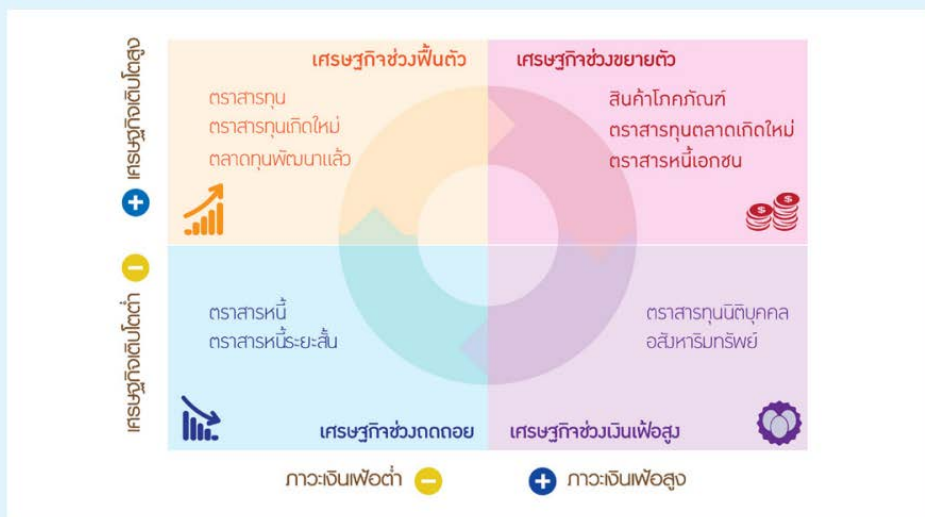 เศรษฐกิจเติบโตสูง
เศรษฐกิจช่วงฟื้นตัว
ตราสารทุน
ตราสารทุนเกิดใหม่
ตลาดทุนพัฒนาแล้ว
เศรษฐกิจช่วงขยายตัว
สินค้าโภคภัณฑ์
ตราสารทุนตลาดเกิดใหม่
ตราสารหนี้เอกชน
เศรษฐกิจเติบโตต่ำ
ตราสารหนี้
ตราสารหนี้ระยะสั้น
เศรษฐกิจช่วงถดถอย
ตราสารทุนนิติบุคคล
อสังหาริมทรัพย์
เศรษฐกิจช่วงเงินเฟ้อสูง
ภาวะเงินเฟ้อต่ำ
ภาวะเงินเฟ้อสูง